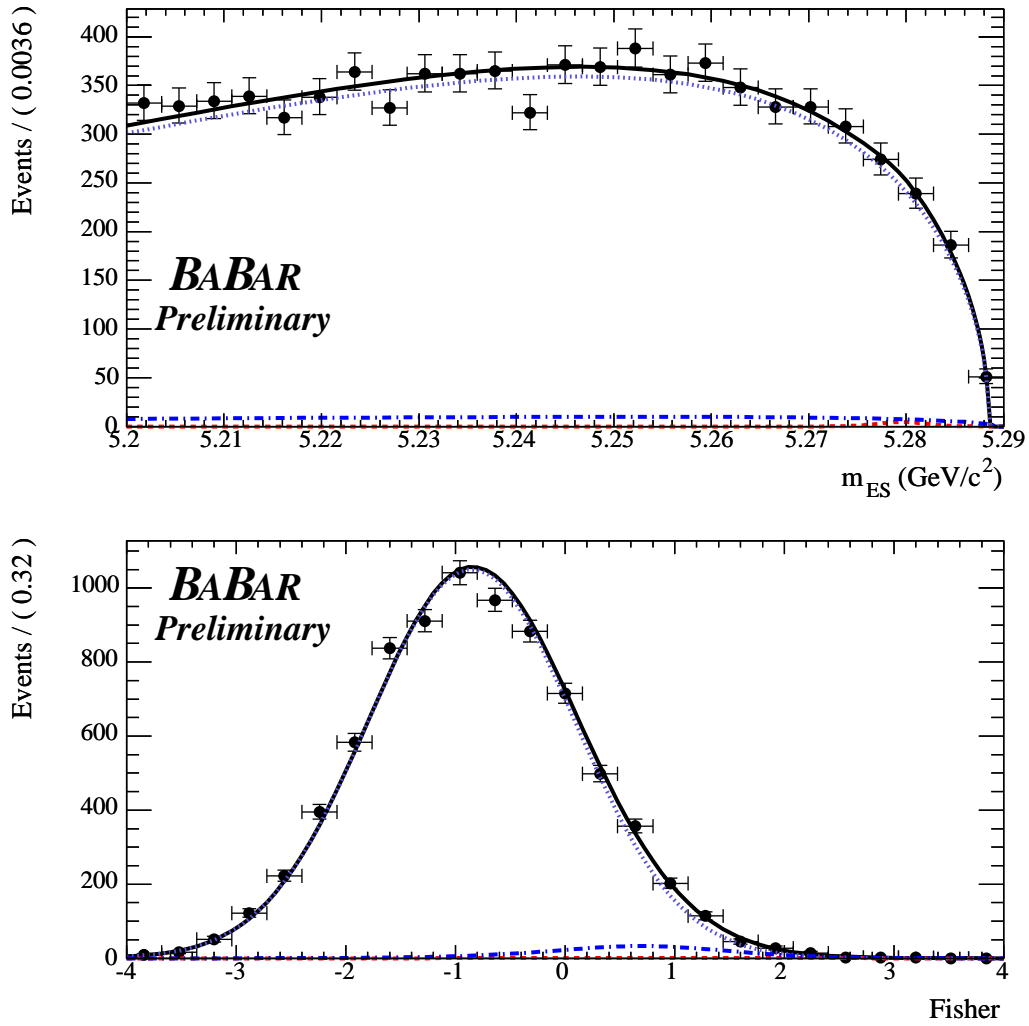 Events / ( 0.0036 )
400
350
300
250
200
150
100
50
0
BABAR
Preliminary
5.2 5.21 5.22 5.23 5.24 5.25 5.26 5.27 5.28 5.29
m_ES (GeV/c²)
Events / ( 0.32 )
1000
800
600
400
200
0
BABAR
Preliminary
-4 -3 -2 -1 0 1 2 3 4
Fisher